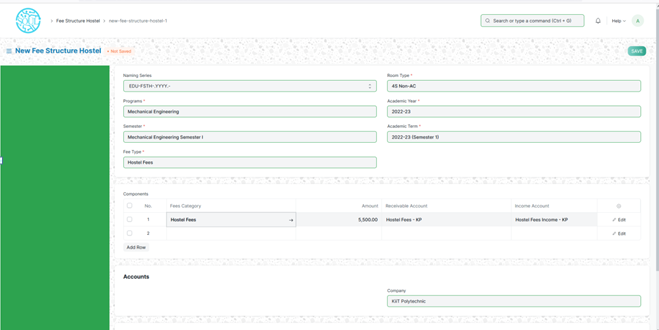 Fee Structure Hostel > new-fee-structure-hostel-1
Search or type a command (Ctrl + G)
Help
A
New Fee Structure Hostel
Not Saved
SAVE
Naming Series
Room Type *
EDU-FSTH-.YYYY.-
4S Non-AC
Programs *
Academic Year *
Mechanical Engineering
2022-23
Semester *
Academic Term *
Mechanical Engineering Semester I
2022-23 (Semester 1)
Fee Type *
Hostel Fees
Components
No. Fees Category Amount Receivable Account Income Account
1 Hostel Fees 5,500.00 Hostel Fees - KP Hostel Fees Income - KP Edit
2 Edit
Add Row
Accounts
Company
KIIT Polytechnic